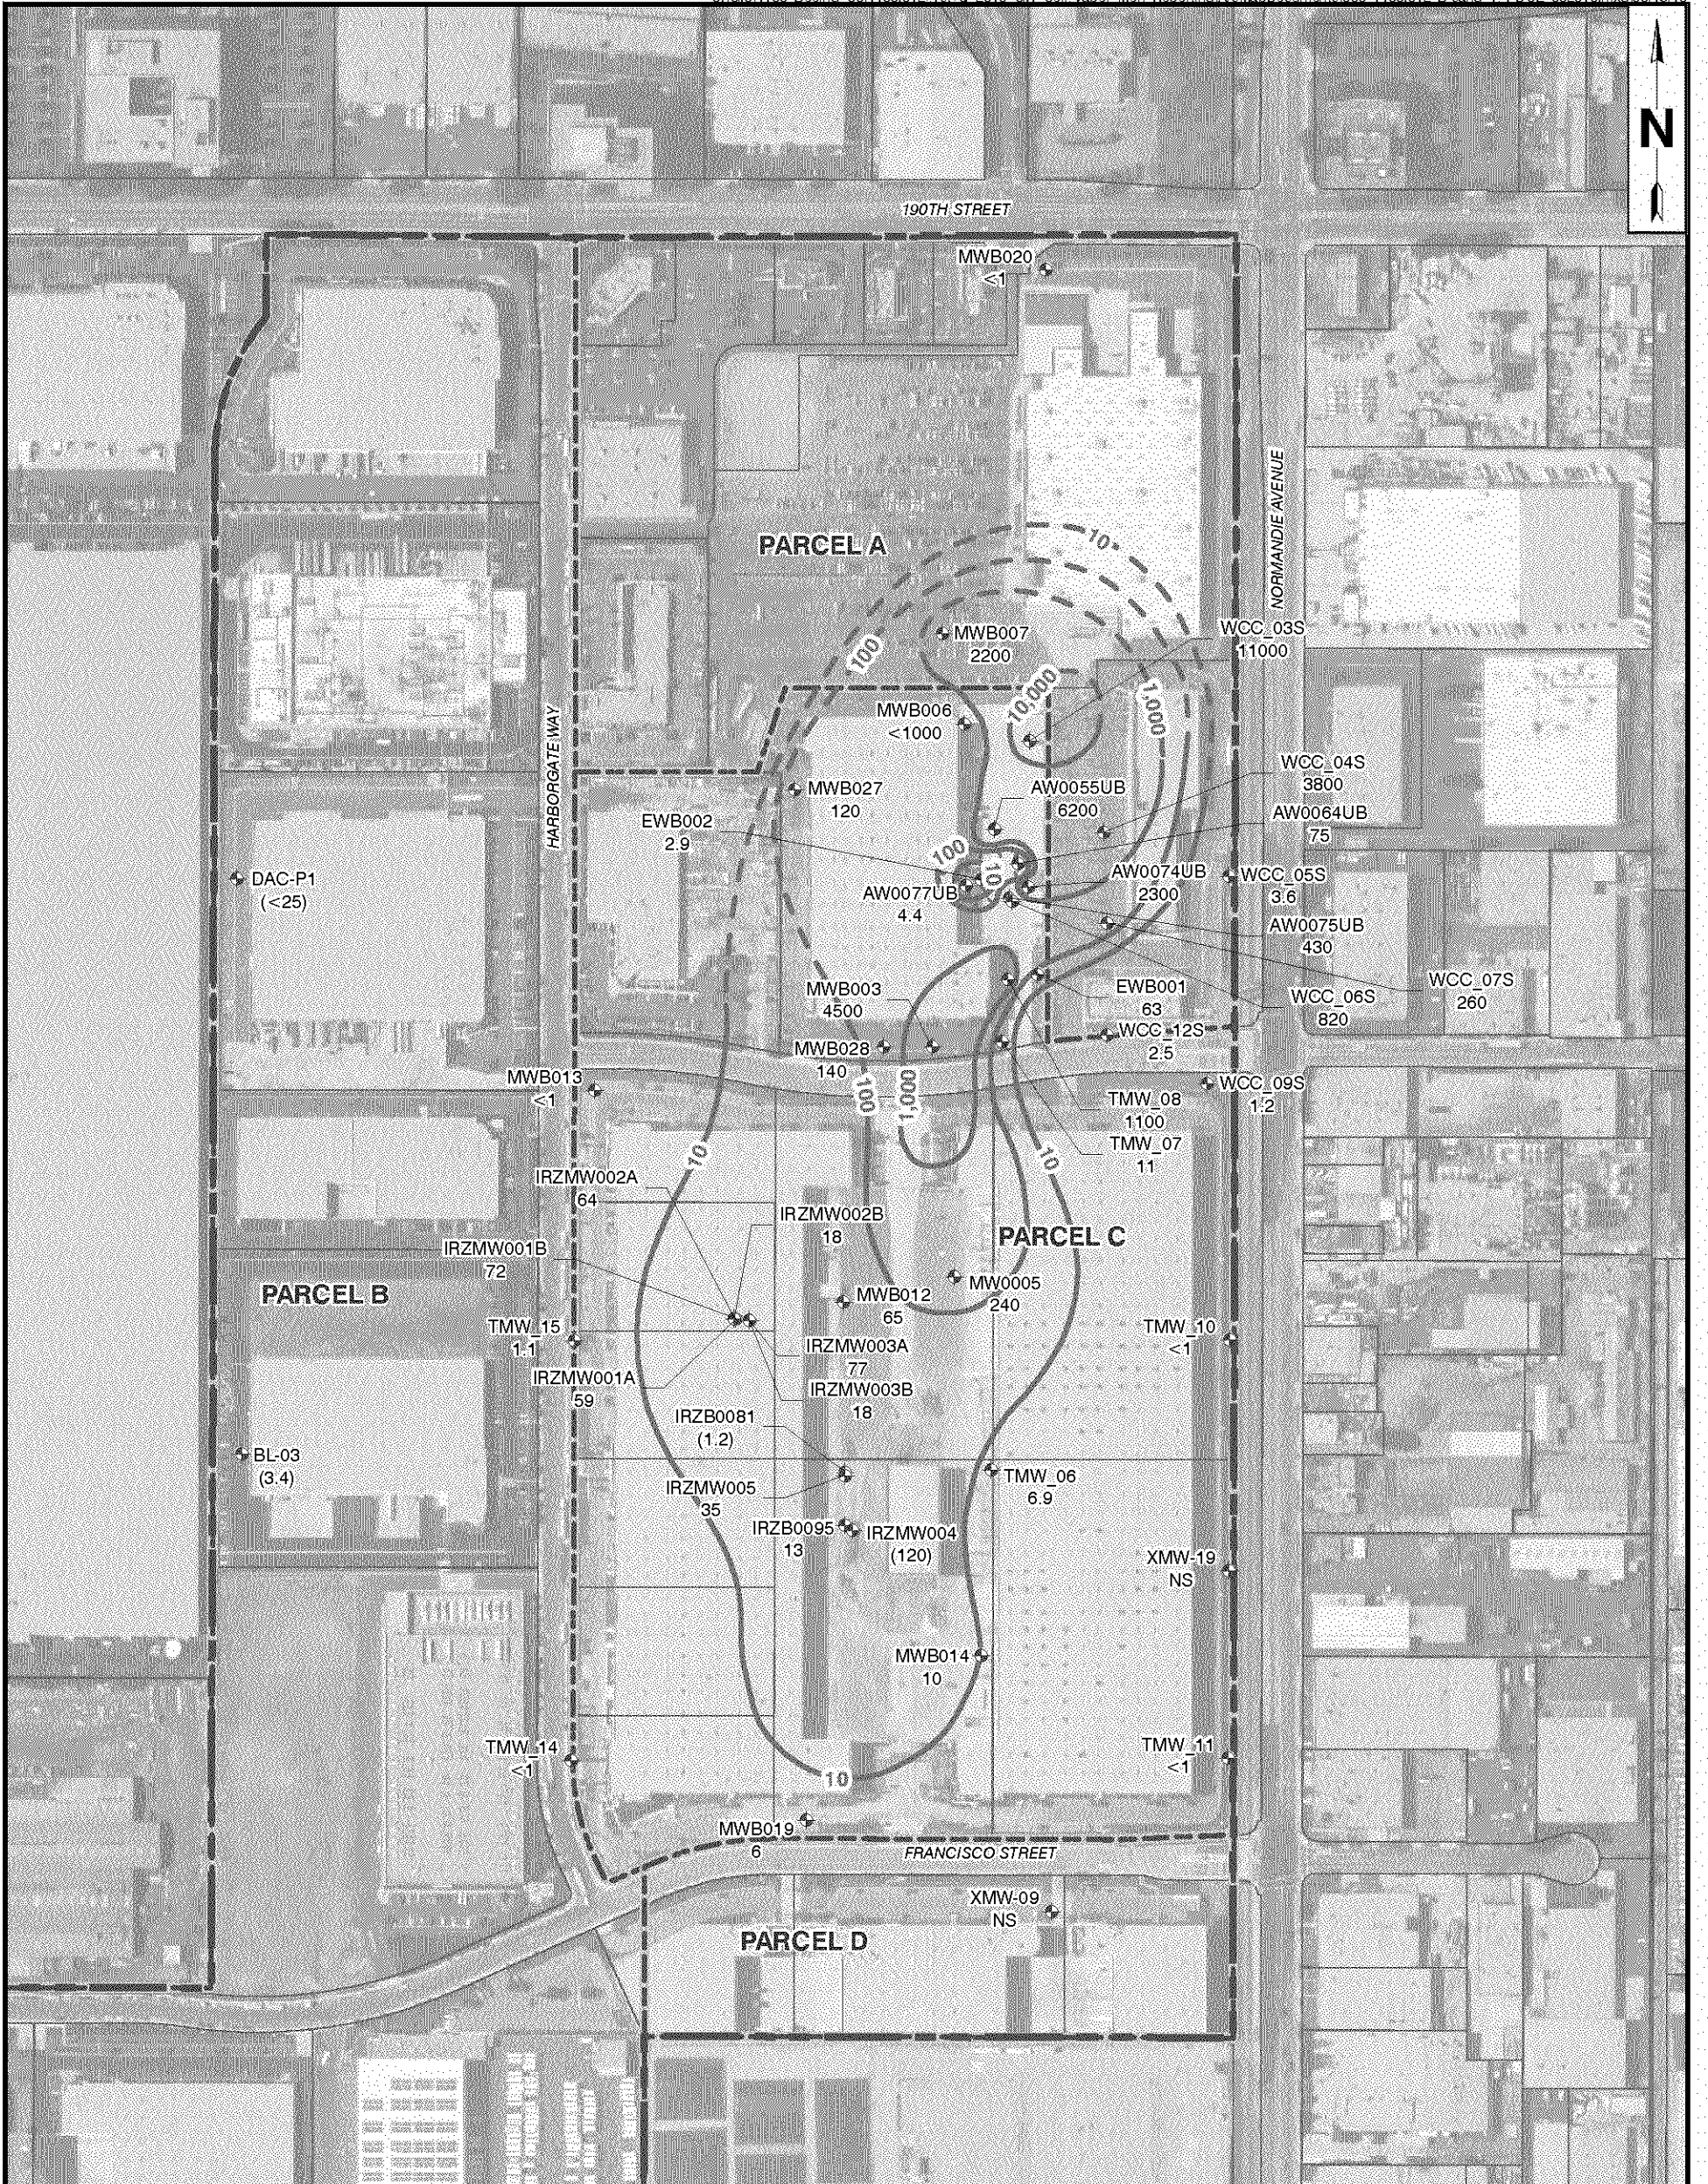 N
190TH STREET
MWB020
<1
NORMANDIE AVENUE
PARCEL A
10
100
MWB007
2200
WCC_03S
11000
10,000
1,000
MWB006
<1000
HARBORGATE WAY
WCC_04S
3800
MWB027
120
AW0055UB
6200
EWB002
2.9
AW0064UB
75
100
10
DAC-P1
(<25)
AW0077UB
4.4
AW0074UB
2300
WCC_05S
3.6
AW0075UB
430
WCC_07S
260
WCC_06S
820
MWB003
4500
EWB001
63
WCC_12S
2.5
MWB028
140
MWB013
<1
WCC_09S
1.2
100
1,000
TMW_08
1100
TMW_07
11
10
10
IRZMW002A
64
IRZMW002B
18
PARCEL C
IRZMW001B
72
PARCEL B
MW0005
240
MWB012
65
TMW_15
1.1
TMW_10
<1
IRZMW003A
77
IRZMW001A
59
IRZMW003B
18
IRZB0081
(1.2)
BL-03
(3.4)
TMW_06
6.9
IRZMW005
35
IRZB0095
13
IRZMW004
(120)
XMW-19
NS
MWB014
10
TMW_14
<1
TMW_11
<1
10
MWB019
6
FRANCISCO STREET
XMW-09
NS
PARCEL D